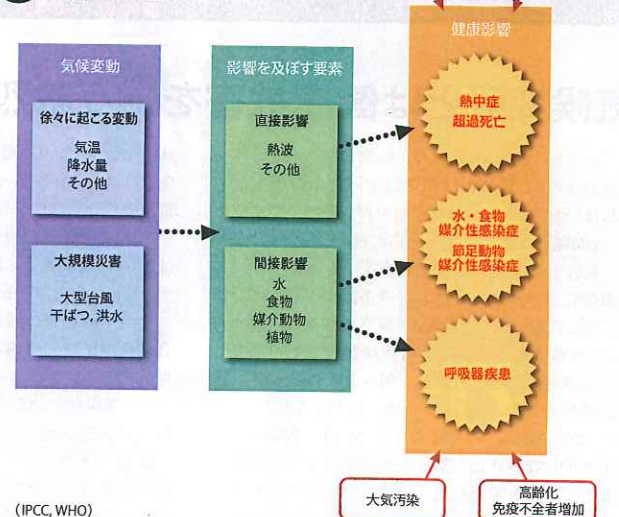 気候変動
徐々に起こる変動
気温
降水量
その他
大規模災害
大型台風
干ばつ, 洪水
影響を及ぼす要素
直接影響
熱波
その他
間接影響
水
食物
媒介動物
植物
健康影響
熱中症
超過死亡
水・食物
媒介性感染症
節足動物
媒介性感染症
呼吸器疾患
大気汚染
高齢化
免疫不全者増加
(IPCC, WHO)